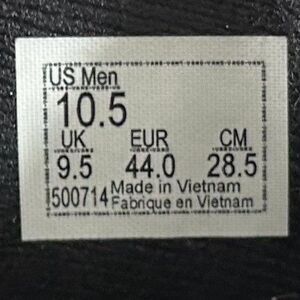 US Men
10.5
UK EUR CM
9.5 44.0 28.5
500714 Made in Vietnam
Fabrique en Vietnam